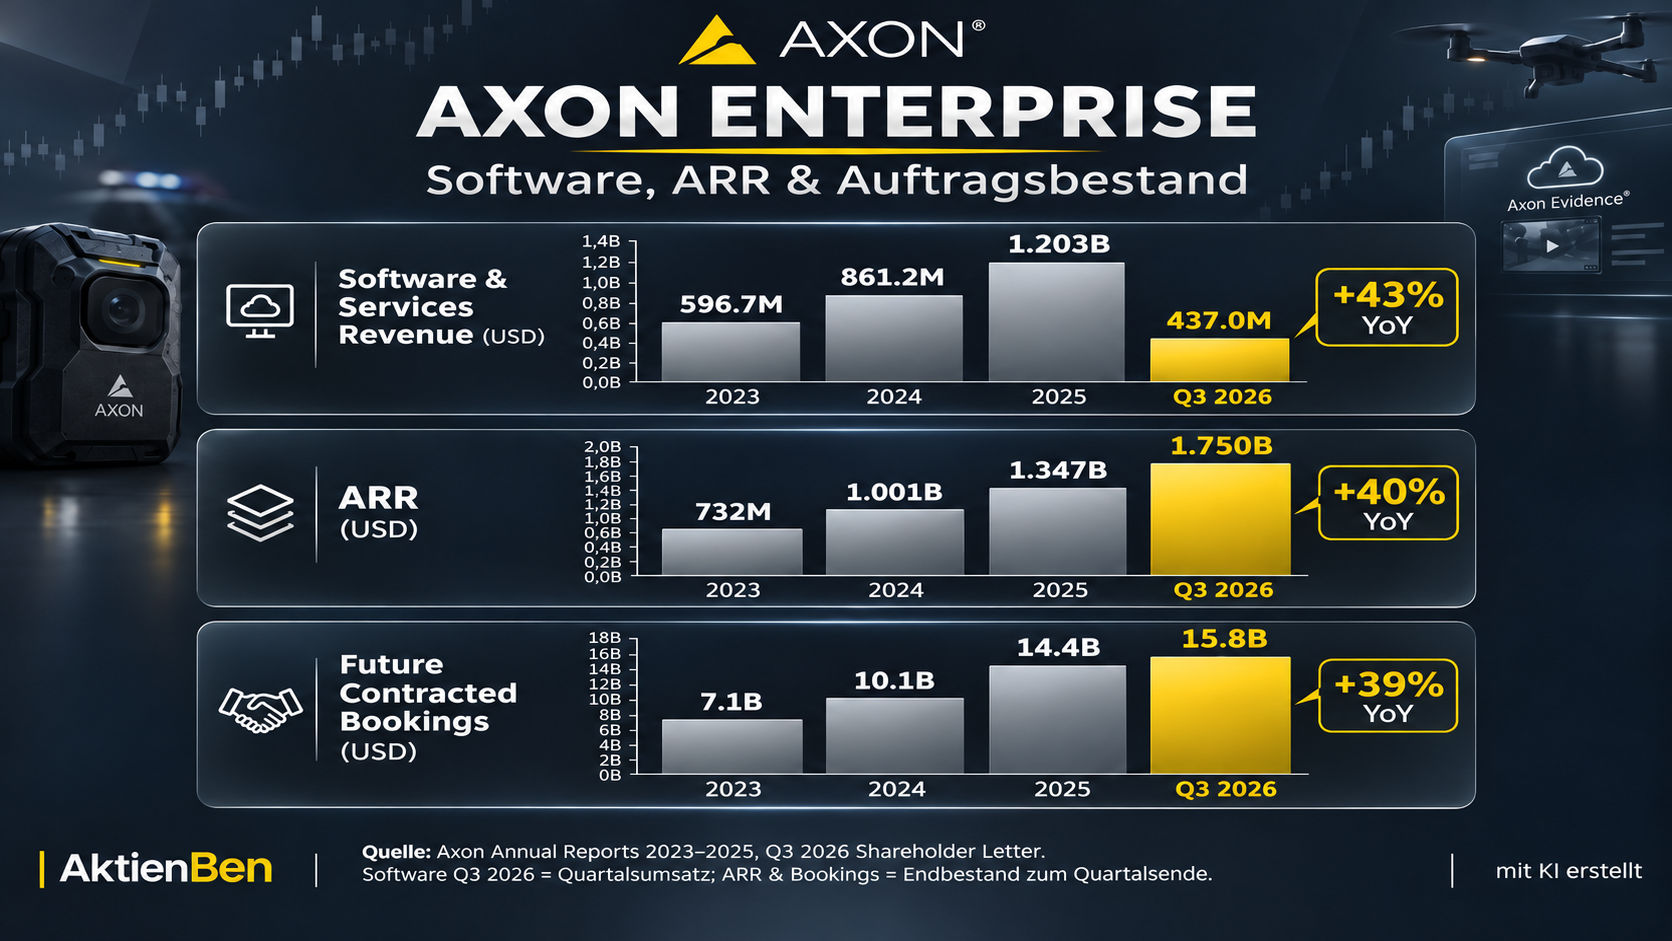 AXON®
AXON ENTERPRISE
Software, ARR & Auftragsbestand
Axon Evidence®
AXON
Software &
Services
Revenue (USD)
1,4B
1,2B
1,0B
0,8B
0,6B
0,4B
0,2B
0,0B
596.7M
861.2M
1.203B
437.0M
2023
2024
2025
Q3 2026
+43%
YoY
ARR
(USD)
2,0B
1,8B
1,6B
1,4B
1,2B
1,0B
0,6B
0,4B
0,2B
0,0B
732M
1.001B
1.347B
1.750B
2023
2024
2025
Q3 2026
+40%
YoY
Future
Contracted
Bookings
(USD)
18B
16B
14B
12B
10B
8B
6B
4B
2B
0B
7.1B
10.1B
14.4B
15.8B
2023
2024
2025
Q3 2026
+39%
YoY
AktienBen
Quelle: Axon Annual Reports 2023–2025, Q3 2026 Shareholder Letter.
Software Q3 2026 = Quartalsumsatz; ARR & Bookings = Endbestand zum Quartalsende.
mit KI erstellt